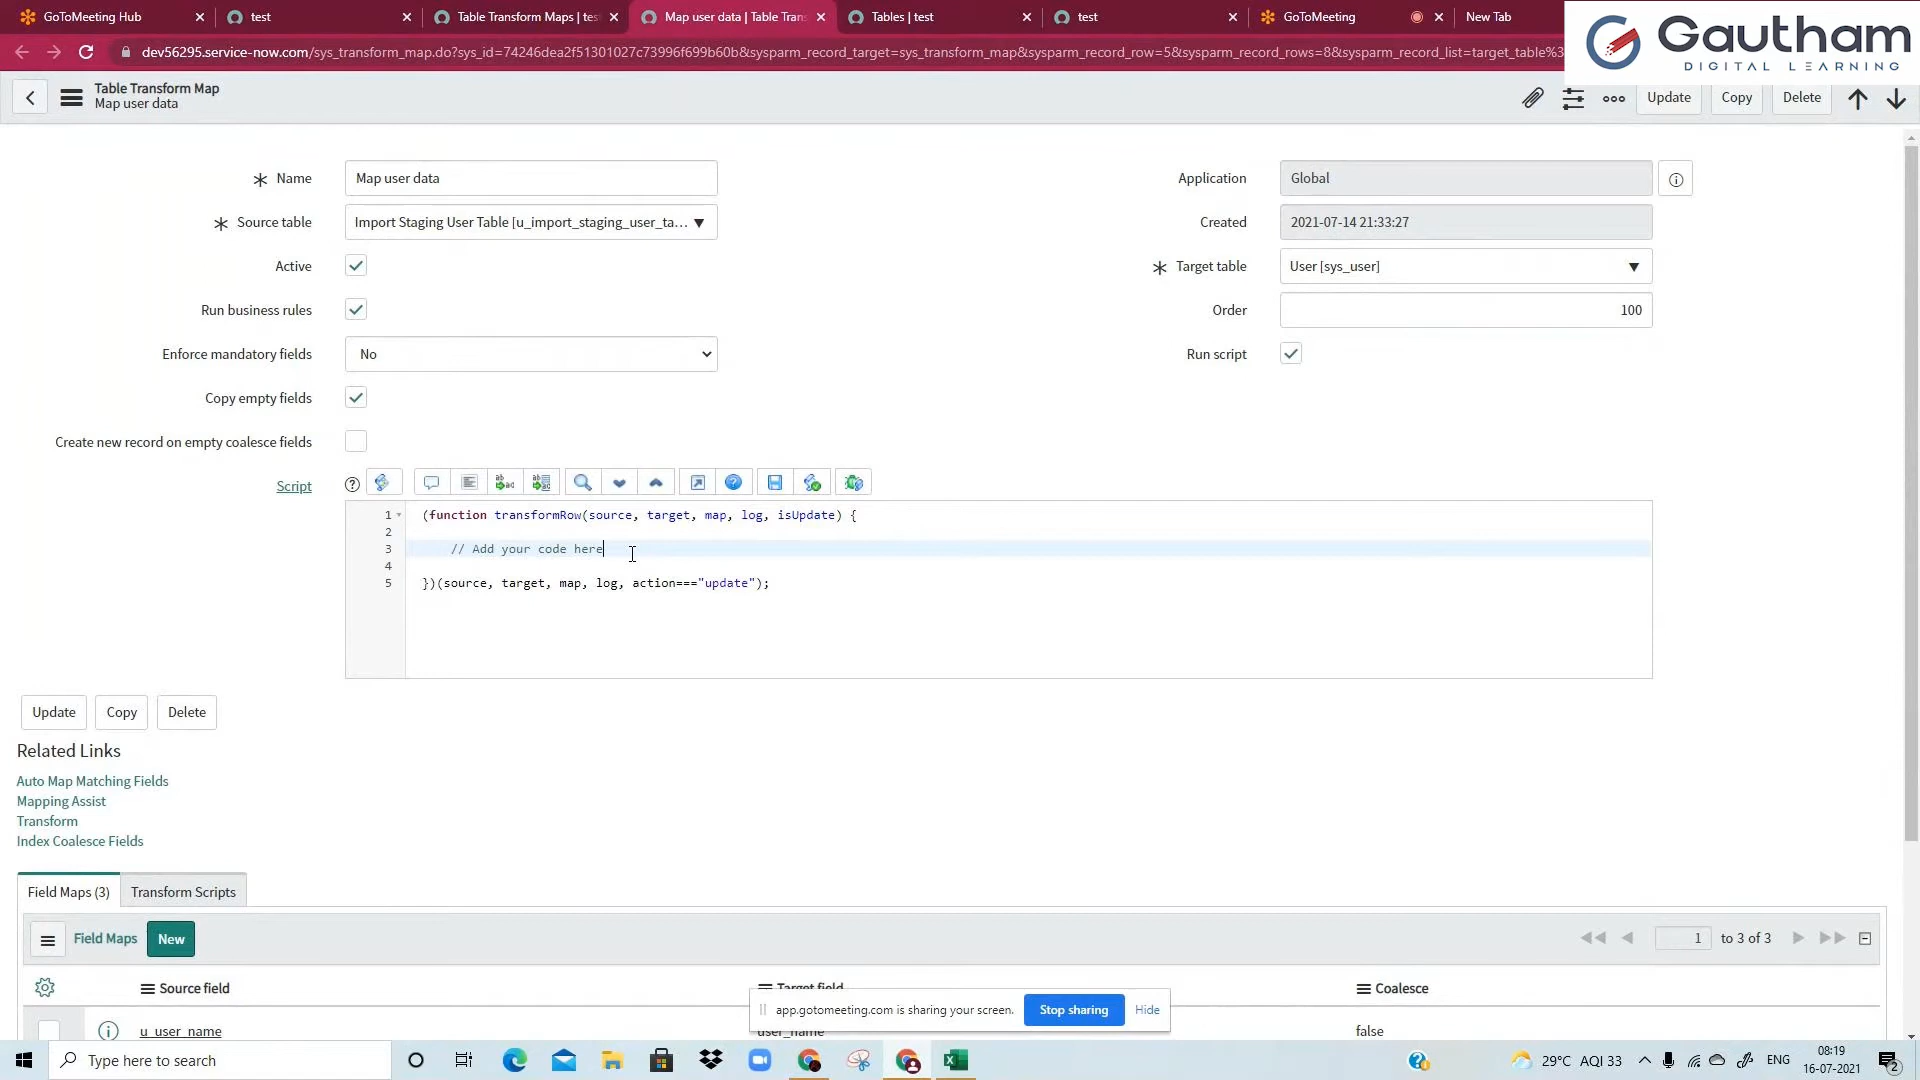 GoToMeeting Hub
test
Table Transform Maps | tes
Map user data | Table Tran
Tables | test
test
GoToMeeting
New Tab
Gautham
DIGITAL LEARNING
dev56295.service-now.com/sys_transform_map.do?sys_id=74246dea2f51301027c73996f699b60b&sysparm_record_target=sys_transform_map&sysparm_record_row=5&sysparm_record_rows=8&sysparm_record_list=target_table%3
Table Transform Map
Map user data
Update
Copy
Delete
Name
Map user data
Application
Global
Source table
Import Staging User Table [u_import_staging_user_ta...
Created
2021-07-14 21:33:27
Active
Target table
User [sys_user]
Run business rules
Order
100
Enforce mandatory fields
No
Run script
Copy empty fields
Create new record on empty coalesce fields
Script
1 (function transformRow(source, target, map, log, isUpdate) {
2
3 // Add your code here
4
5 })(source, target, map, log, action==="update");
Update
Copy
Delete
Related Links
Auto Map Matching Fields
Mapping Assist
Transform
Index Coalesce Fields
Field Maps (3)
Transform Scripts
Field Maps
New
1 to 3 of 3
Source field
Target field
Coalesce
u_user_name
user_name
false
app.gotomeeting.com is sharing your screen.
Stop sharing
Hide
Type here to search
29°C AQI 33
ENG
08:19
16-07-2021
2